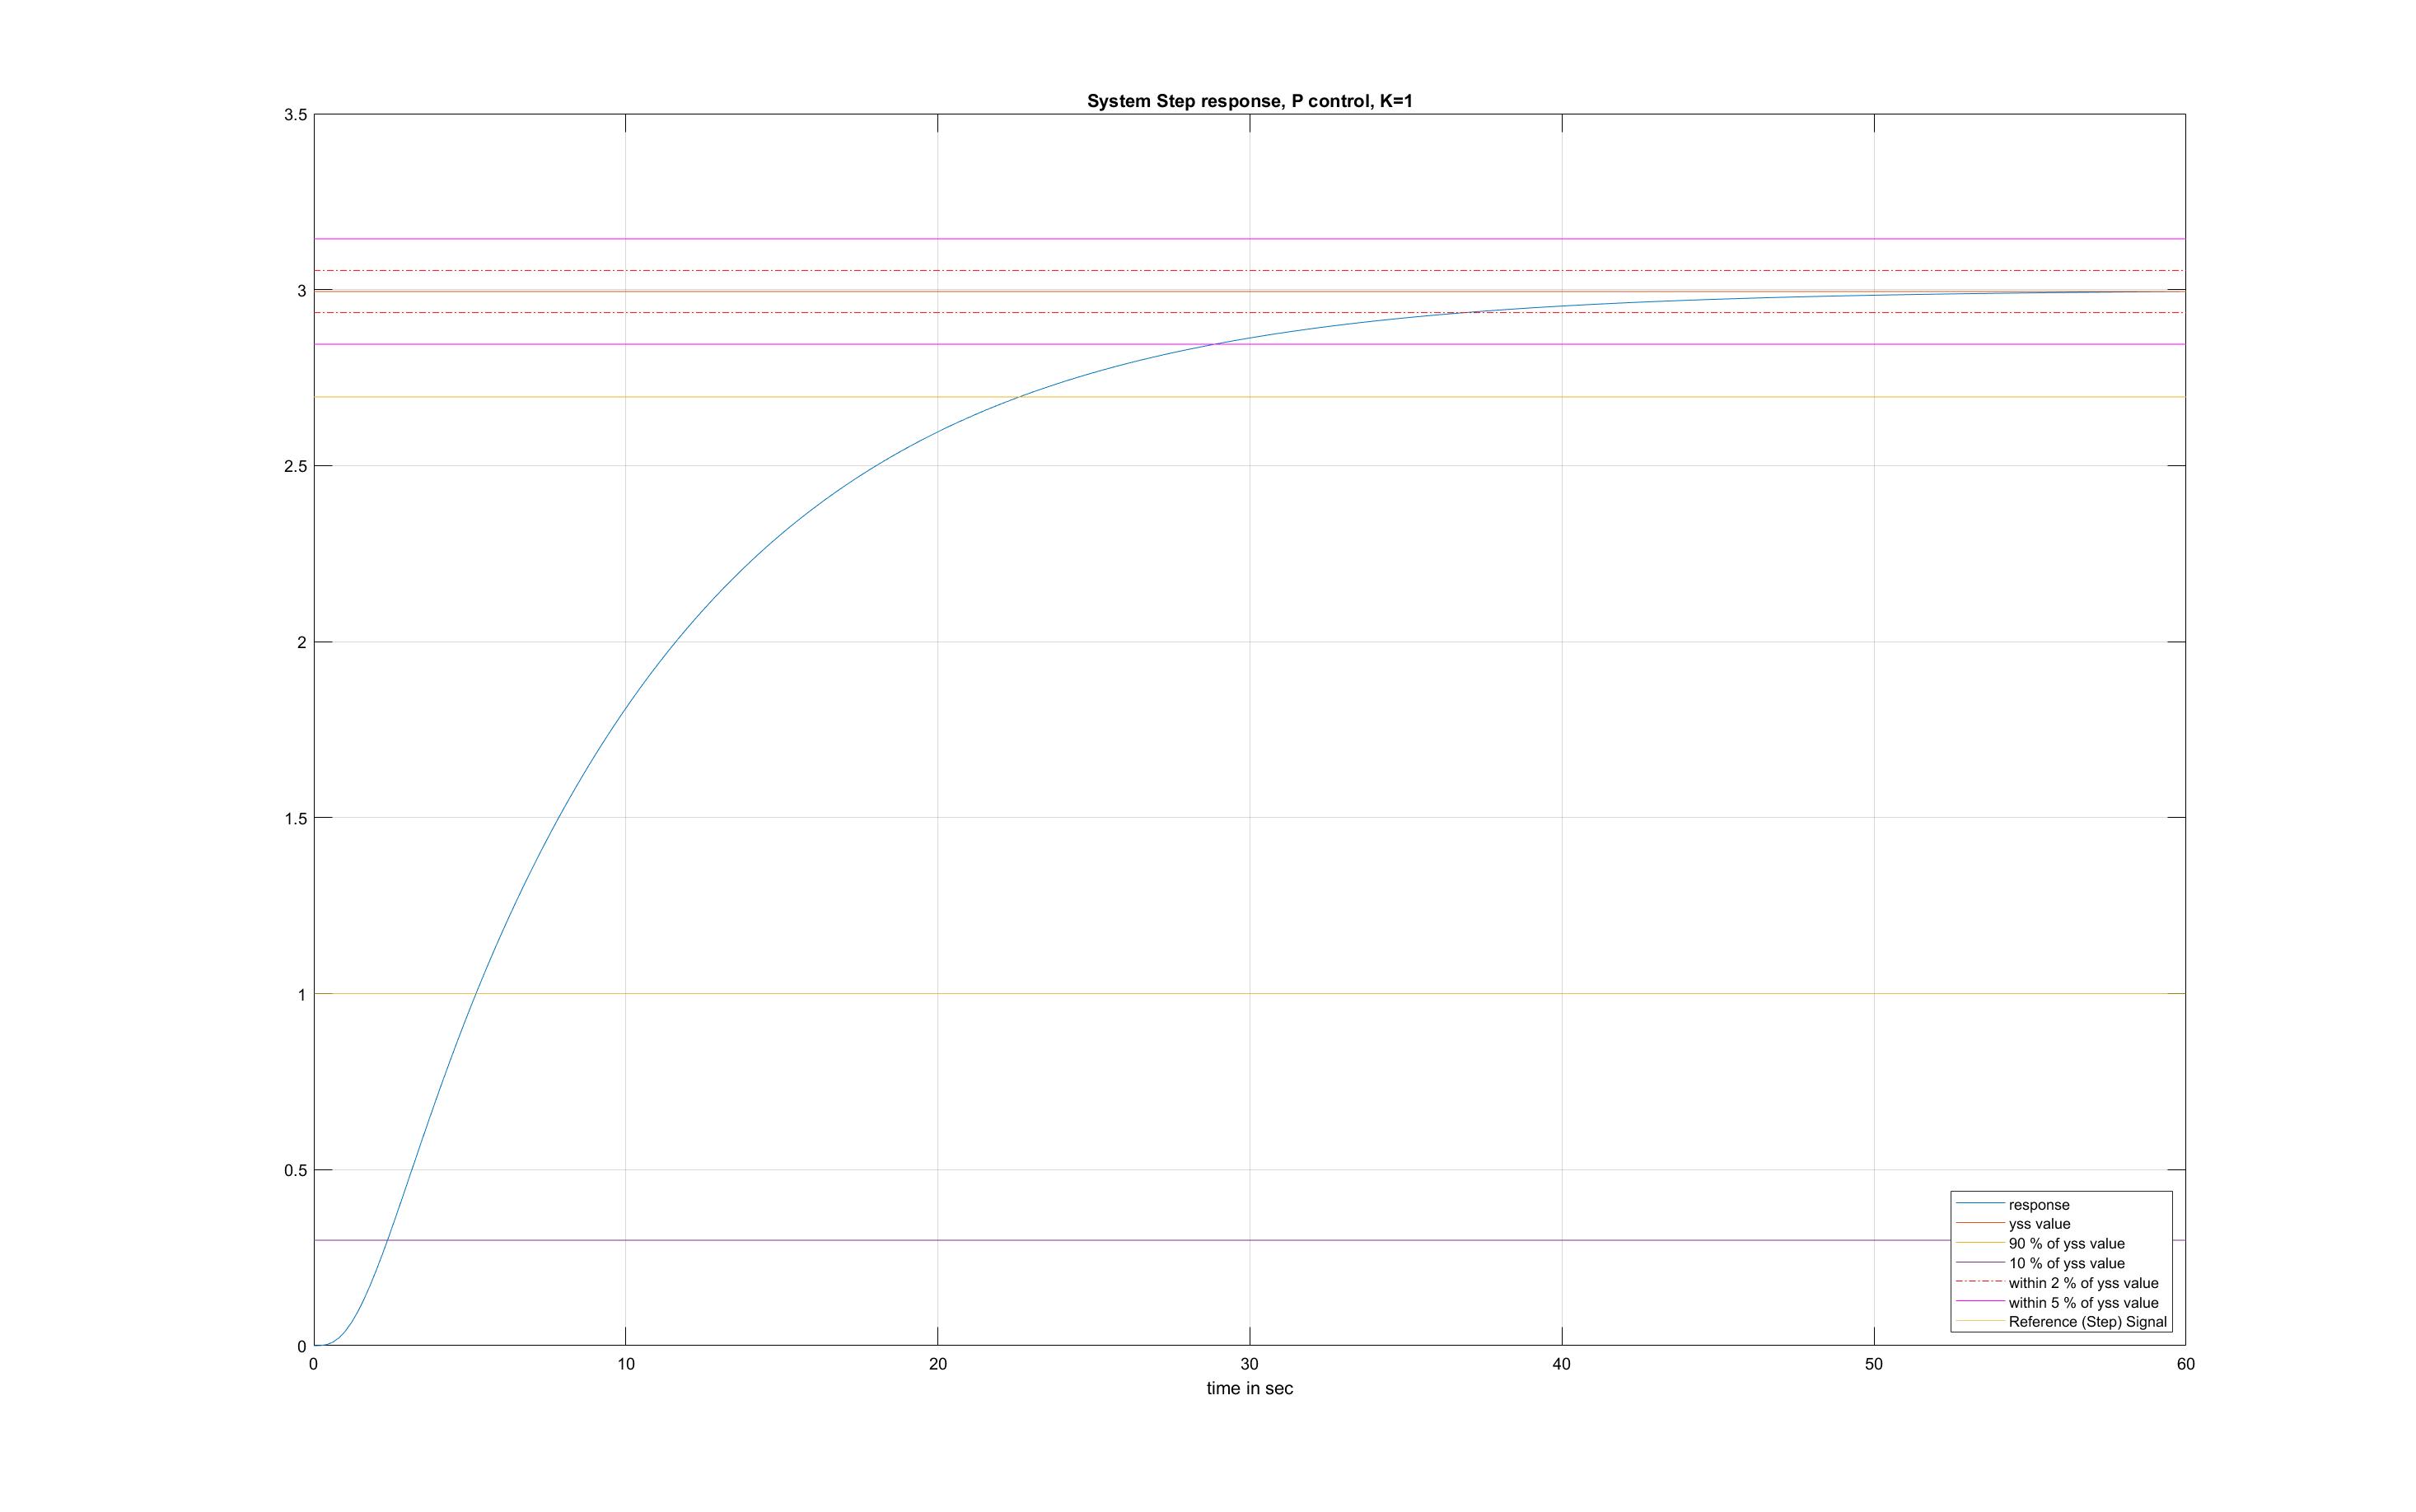 System Step response, P control, K=1
3.5
3
2.5
2
1.5
1
0.5
0
0 10 20 30 40 50 60
time in sec
response
yss value
90 % of yss value
10 % of yss value
within 2 % of yss value
within 5 % of yss value
Reference (Step) Signal